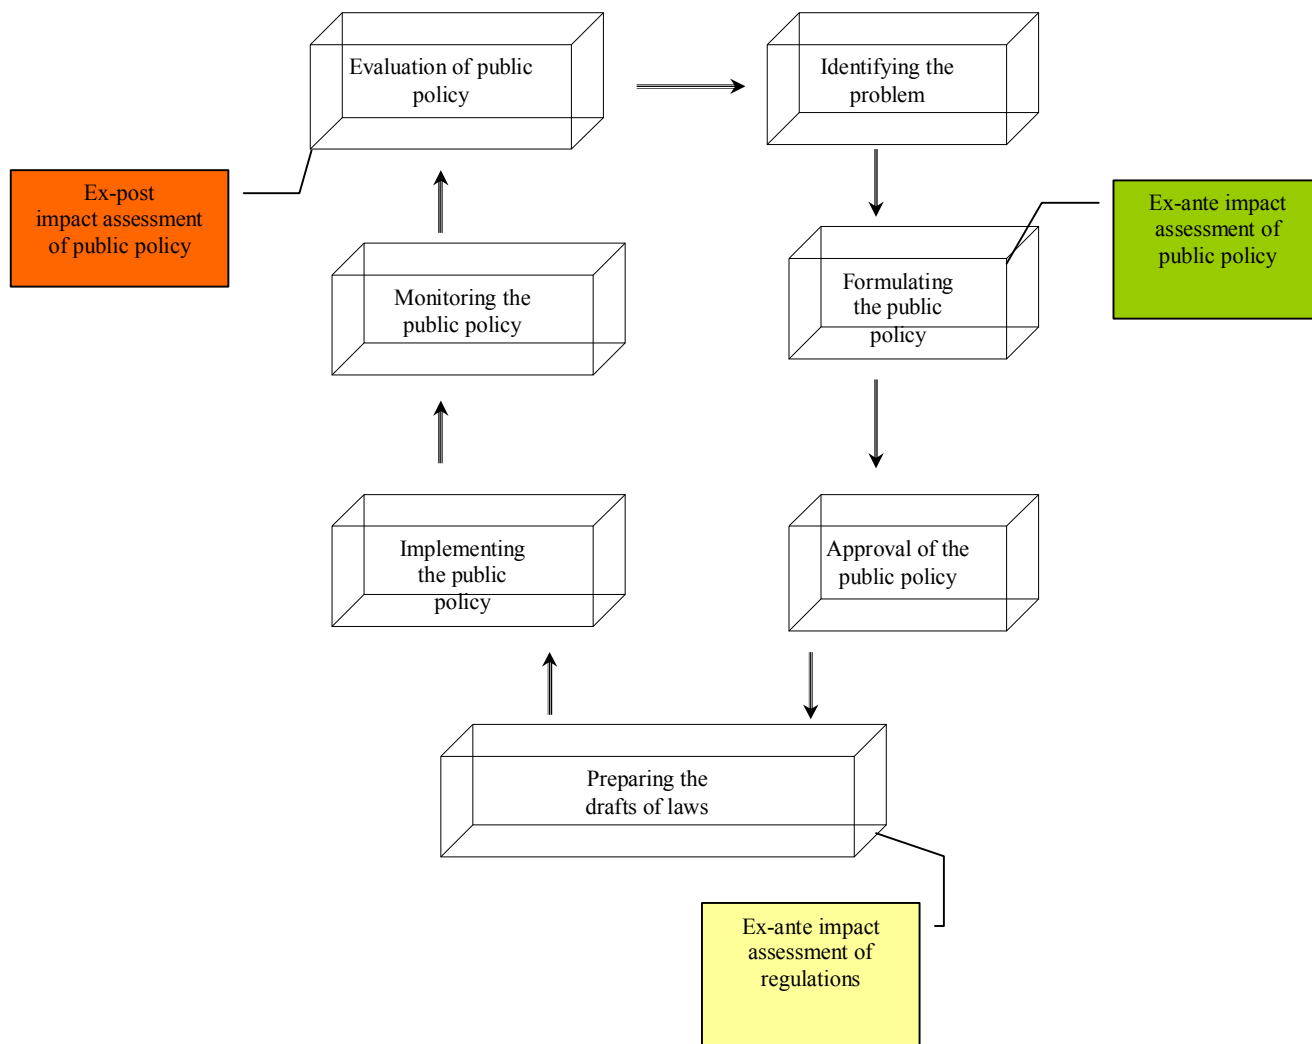 Evaluation of public
policy
Identifying the
problem
Ex-post
impact assessment
of public policy
Ex-ante impact
assessment of
public policy
Monitoring the
public policy
Formulating
the public
policy
Implementing
the public
policy
Approval of the
public policy
Preparing the
drafts of laws
Ex-ante impact
assessment of
regulations